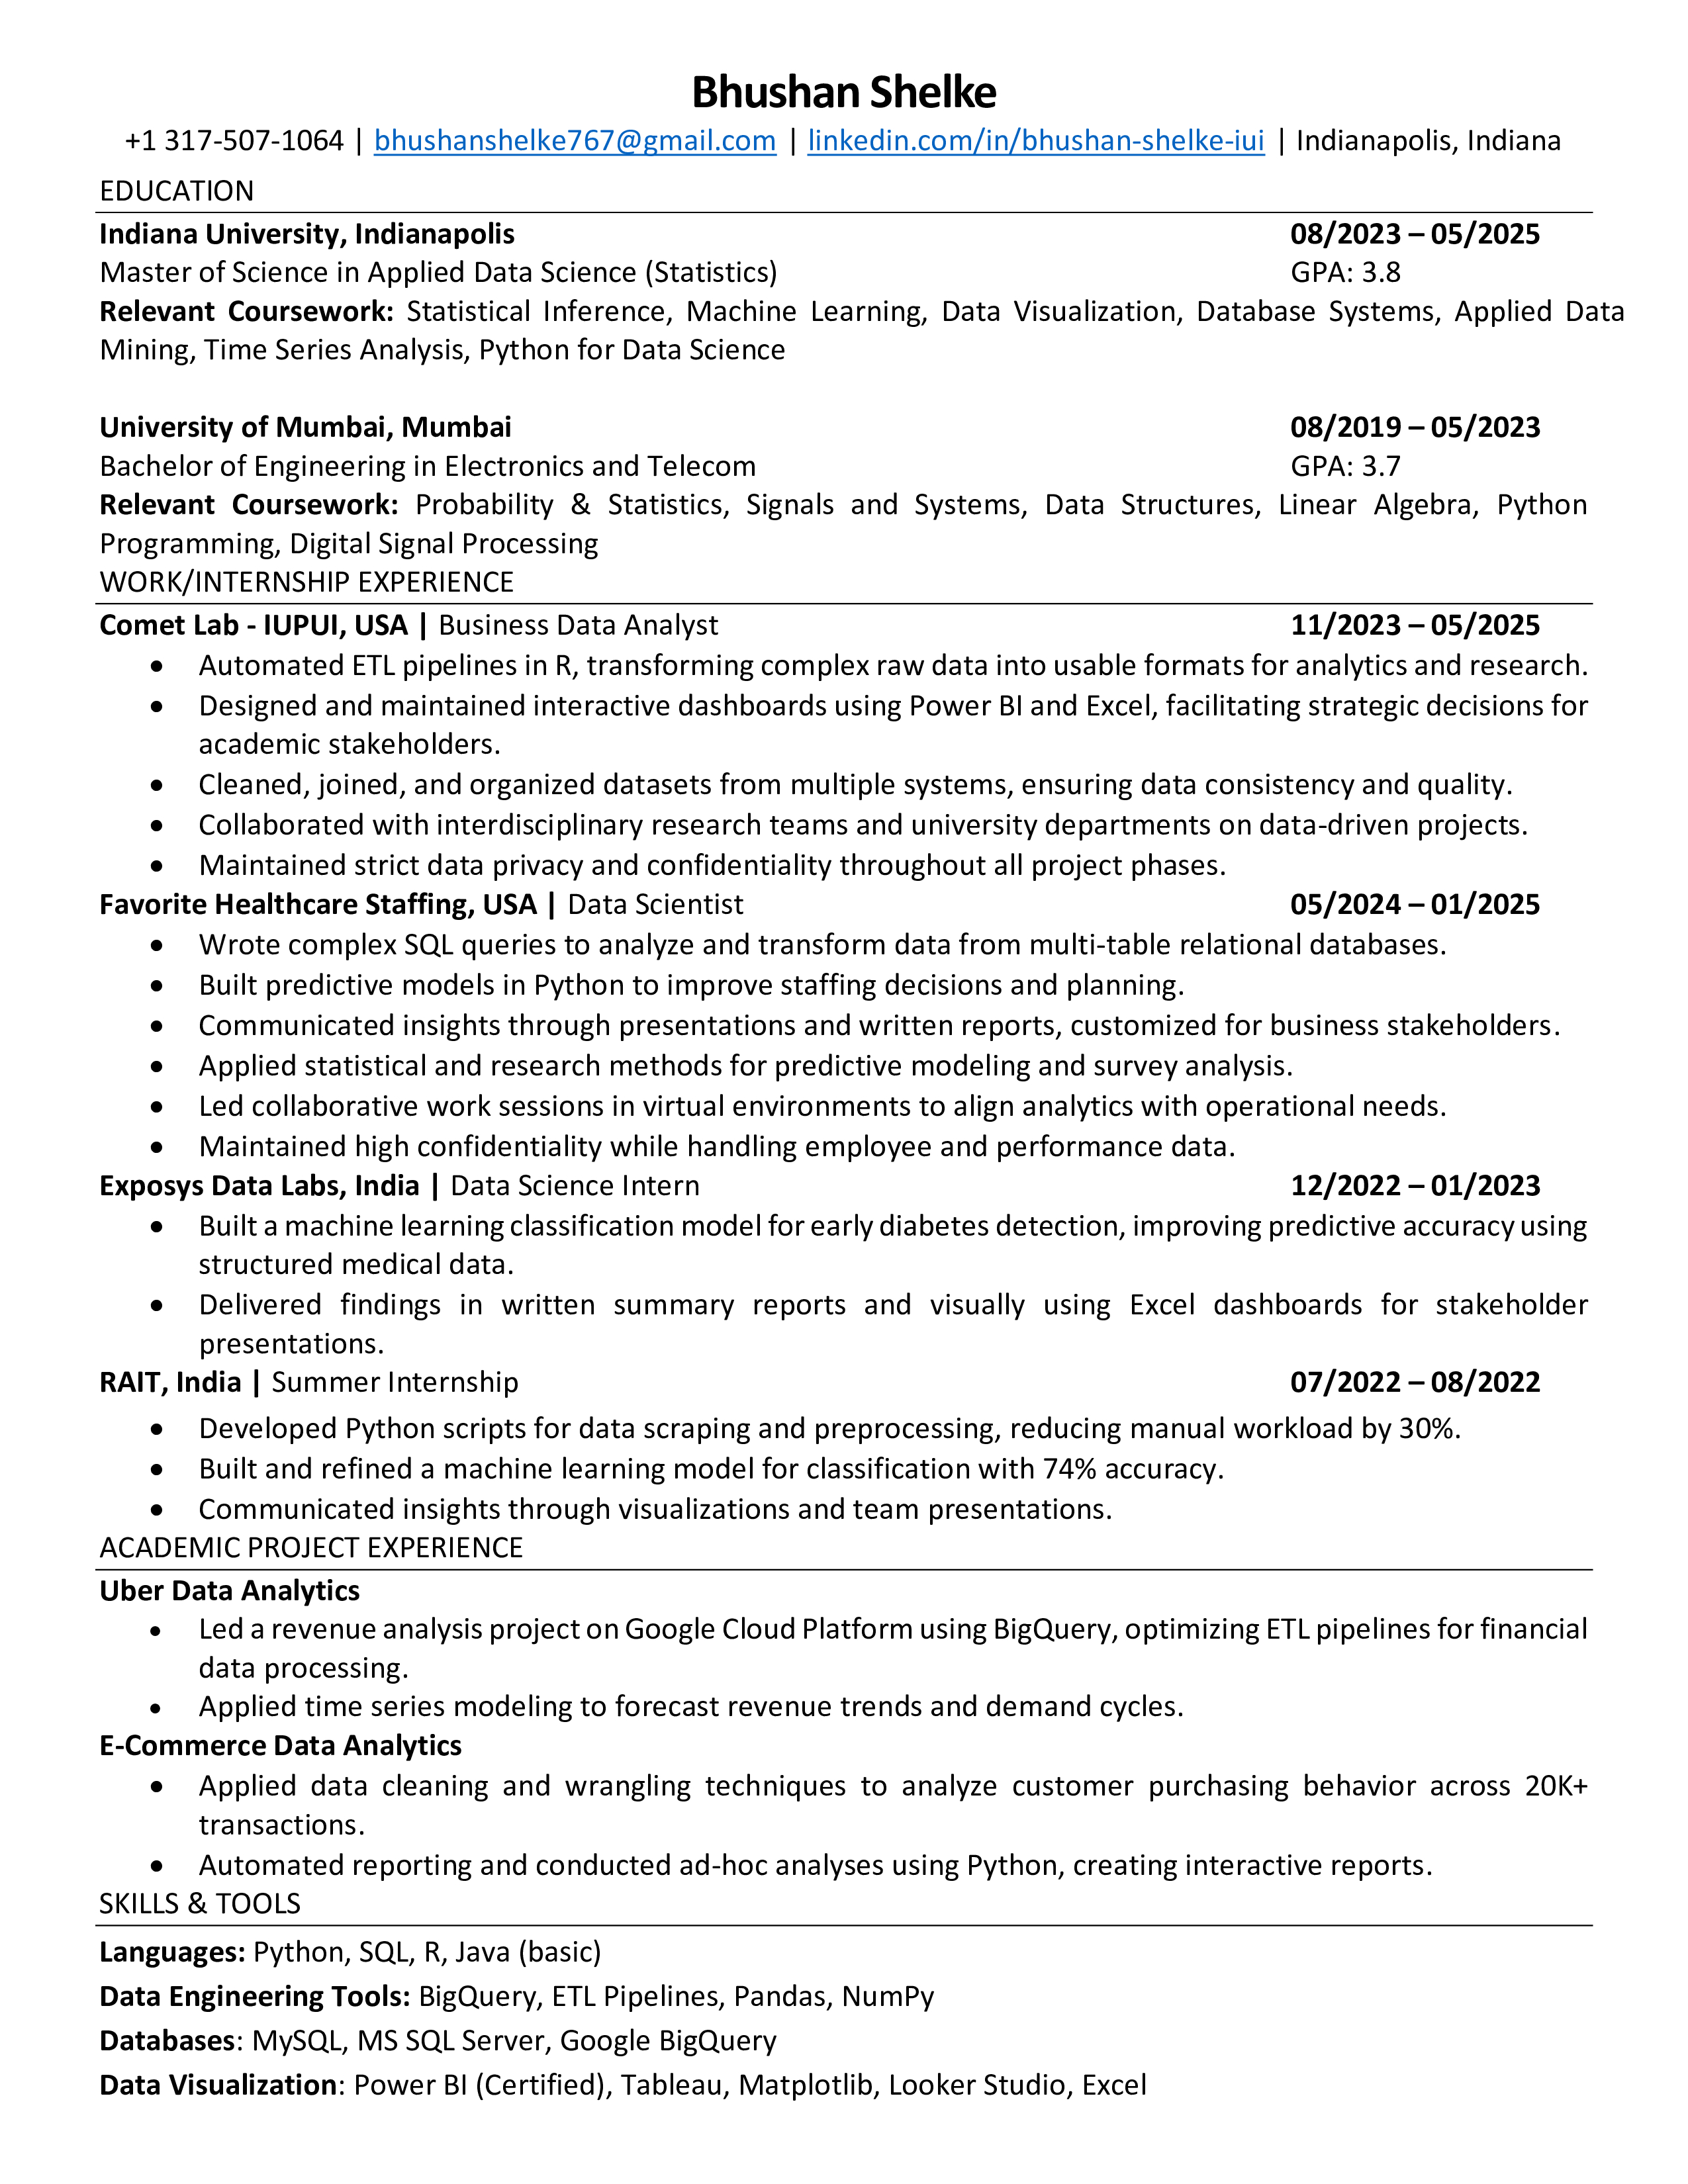 Bhushan Shelke
+1 317-507-1064 | bhushanshelke767@gmail.com | linkedin.com/in/bhushan-shelke-iui | Indianapolis, Indiana
EDUCATION
Indiana University, Indianapolis 08/2023 – 05/2025
Master of Science in Applied Data Science (Statistics) GPA: 3.8
Relevant Coursework: Statistical Inference, Machine Learning, Data Visualization, Database Systems, Applied Data
Mining, Time Series Analysis, Python for Data Science
University of Mumbai, Mumbai 08/2019 – 05/2023
Bachelor of Engineering in Electronics and Telecom GPA: 3.7
Relevant Coursework: Probability & Statistics, Signals and Systems, Data Structures, Linear Algebra, Python
Programming, Digital Signal Processing
WORK/INTERNSHIP EXPERIENCE
Comet Lab - IUPUI, USA | Business Data Analyst 11/2023 – 05/2025
• Automated ETL pipelines in R, transforming complex raw data into usable formats for analytics and research.
• Designed and maintained interactive dashboards using Power BI and Excel, facilitating strategic decisions for
academic stakeholders.
• Cleaned, joined, and organized datasets from multiple systems, ensuring data consistency and quality.
• Collaborated with interdisciplinary research teams and university departments on data-driven projects.
• Maintained strict data privacy and confidentiality throughout all project phases.
Favorite Healthcare Staffing, USA | Data Scientist 05/2024 – 01/2025
• Wrote complex SQL queries to analyze and transform data from multi-table relational databases.
• Built predictive models in Python to improve staffing decisions and planning.
• Communicated insights through presentations and written reports, customized for business stakeholders.
• Applied statistical and research methods for predictive modeling and survey analysis.
• Led collaborative work sessions in virtual environments to align analytics with operational needs.
• Maintained high confidentiality while handling employee and performance data.
Exposys Data Labs, India | Data Science Intern 12/2022 – 01/2023
• Built a machine learning classification model for early diabetes detection, improving predictive accuracy using
structured medical data.
• Delivered findings in written summary reports and visually using Excel dashboards for stakeholder
presentations.
RAIT, India | Summer Internship 07/2022 – 08/2022
• Developed Python scripts for data scraping and preprocessing, reducing manual workload by 30%.
• Built and refined a machine learning model for classification with 74% accuracy.
• Communicated insights through visualizations and team presentations.
ACADEMIC PROJECT EXPERIENCE
Uber Data Analytics
• Led a revenue analysis project on Google Cloud Platform using BigQuery, optimizing ETL pipelines for financial
data processing.
• Applied time series modeling to forecast revenue trends and demand cycles.
E-Commerce Data Analytics
• Applied data cleaning and wrangling techniques to analyze customer purchasing behavior across 20K+
transactions.
• Automated reporting and conducted ad-hoc analyses using Python, creating interactive reports.
SKILLS & TOOLS
Languages: Python, SQL, R, Java (basic)
Data Engineering Tools: BigQuery, ETL Pipelines, Pandas, NumPy
Databases: MySQL, MS SQL Server, Google BigQuery
Data Visualization: Power BI (Certified), Tableau, Matplotlib, Looker Studio, Excel